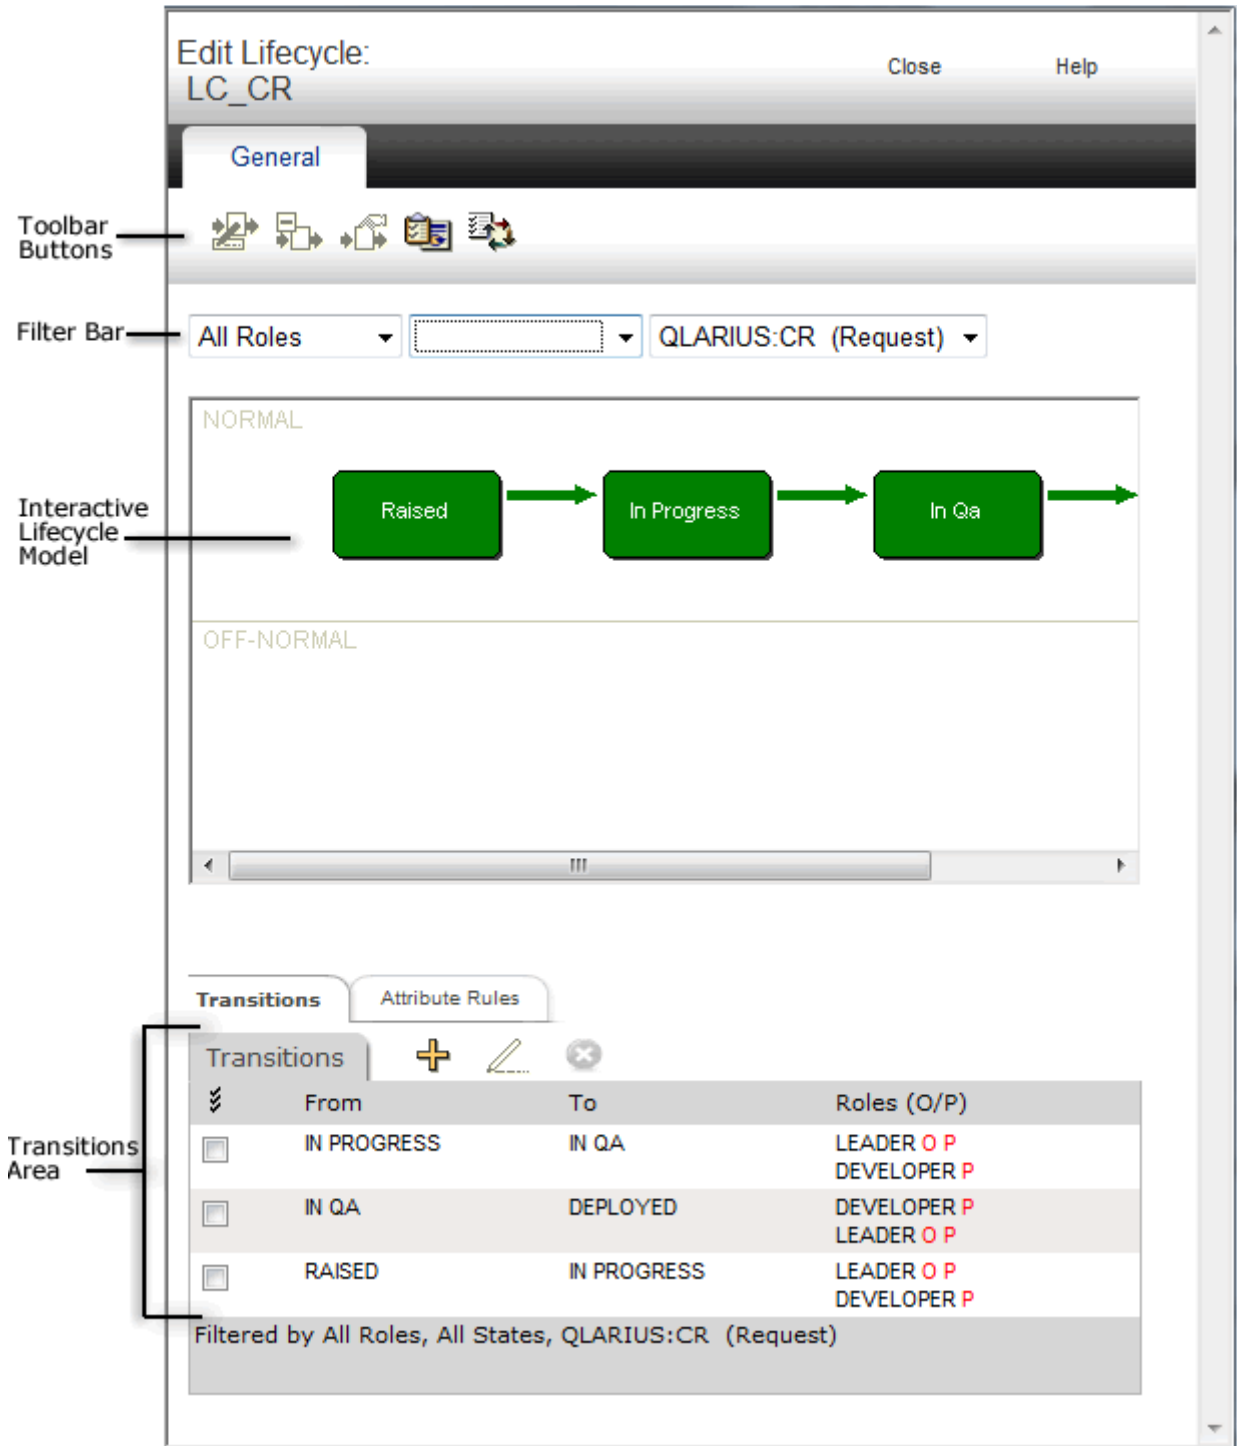 Edit Lifecycle:
LC_CR
Close Help
General
Toolbar
Buttons
Filter Bar
All Roles QLARIUS:CR (Request)
NORMAL
Interactive
Lifecycle
Model
Raised In Progress In Qa
OFF-NORMAL
Transitions Attribute Rules
Transitions
From To Roles (O/P)
Transitions
Area
IN PROGRESS IN QA LEADER O P
DEVELOPER P
IN QA DEPLOYED DEVELOPER P
LEADER O P
RAISED IN PROGRESS LEADER O P
DEVELOPER P
Filtered by All Roles, All States, QLARIUS:CR (Request)